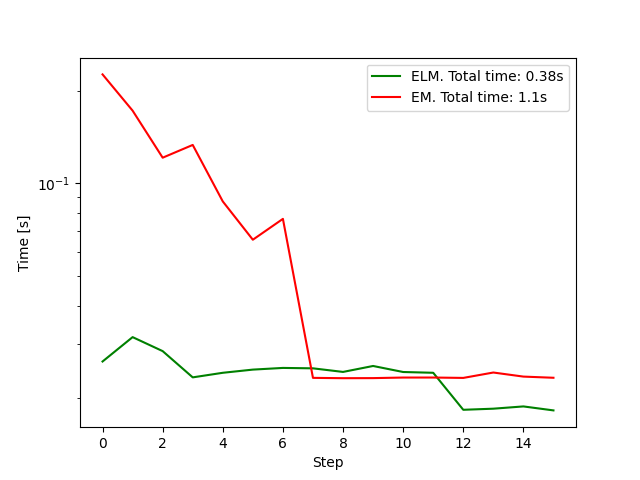 ELM. Total time: 0.38s
EM. Total time: 1.1s
10⁻¹
Time [s]
0 2 4 6 8 10 12 14
Step